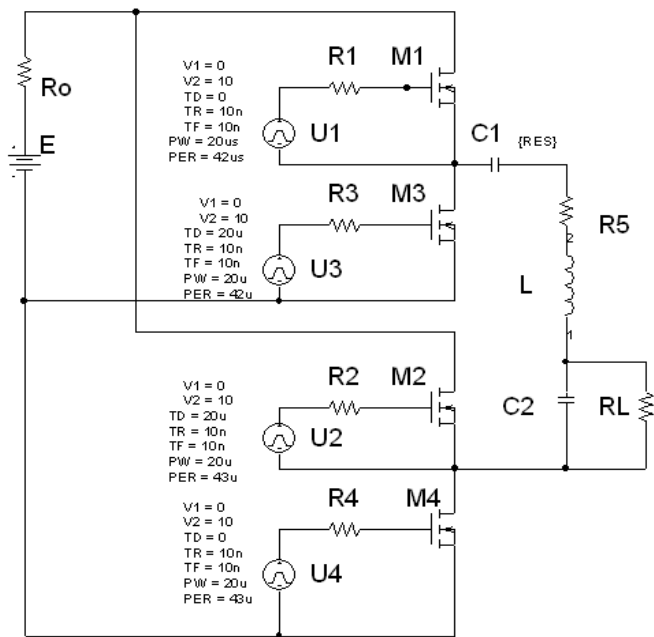 Ro
E
V1 = 0
V2 = 10
TD = 0
TR = 10n
TF = 10n
PW = 20us
PER = 42us
R1
M1
U1
C1
{RES}
V1 = 0
V2 = 10
TD = 20u
TR = 10n
TF = 10n
PW = 20u
PER = 42u
R3
M3
U3
R5
2
L
1
V1 = 0
V2 = 10
TD = 20u
TR = 10n
TF = 10n
PW = 20u
PER = 43u
R2
M2
U2
C2
RL
V1 = 0
V2 = 10
TD = 0
TR = 10n
TF = 10n
PW = 20u
PER = 43u
R4
M4
U4